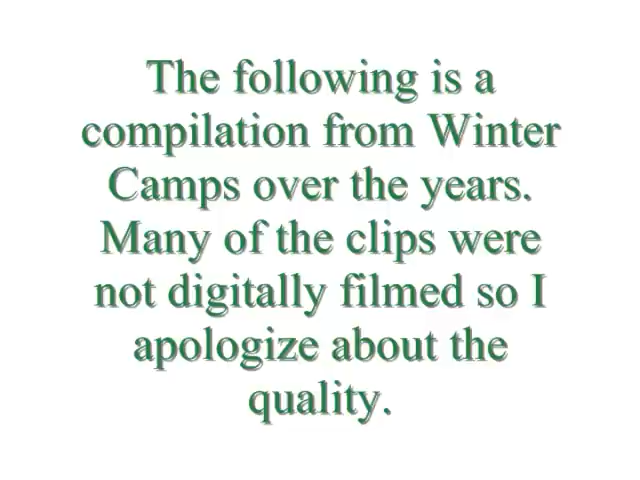 The following is a
compilation from Winter
Camps over the years.
Many of the clips were
not digitally filmed so I
apologize about the
quality.